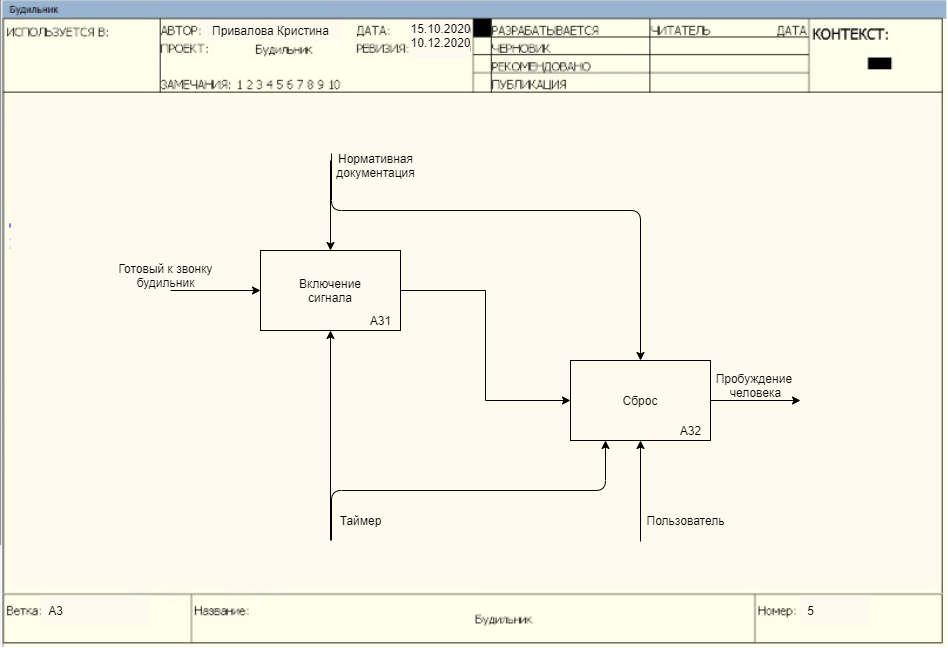 Будильник
ИСПОЛЬЗУЕТСЯ В:
АВТОР: Привалова Кристина
ДАТА: 15.10.2020
ПРОЕКТ: Будильник
РЕВИЗИЯ: 10.12.2020
ЗАМЕЧАНИЯ: 1 2 3 4 5 6 7 8 9 10
РАЗРАБАТЫВАЕТСЯ
ЧЕРНОВИК
РЕКОМЕНДОВАНО
ПУБЛИКАЦИЯ
ЧИТАТЕЛЬ ДАТА
КОНТЕКСТ:
Нормативная
документация
Готовый к звонку
будильник
Включение
сигнала
А31
Сброс
А32
Пробуждение
человека
Таймер
Пользователь
Ветка: А3
Название:
Будильник
Номер: 5